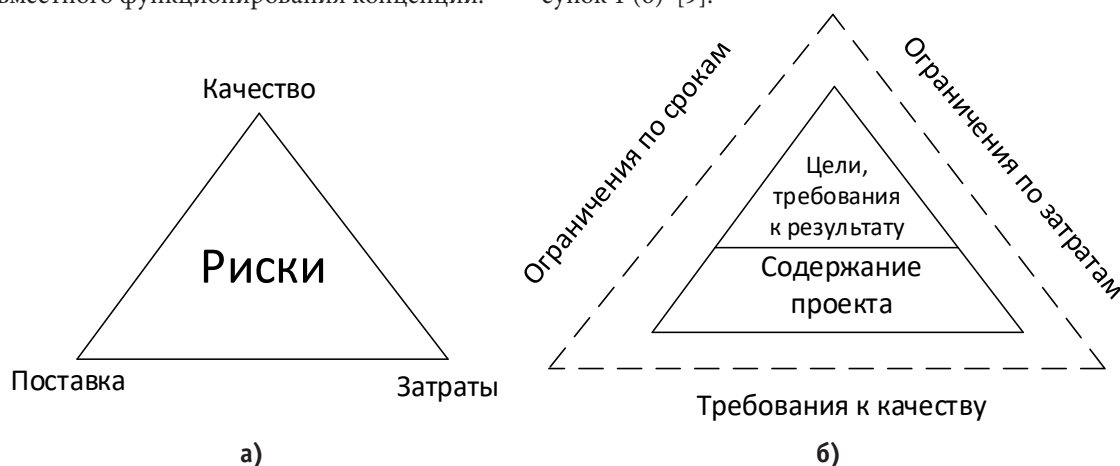 вместного функционирования концепций.
сунок 1 (б)  [9].
Качество
Риски
Поставка
Затраты
а)
Ограничения по срокам
Ограничения по затратам
Цели,
требования
к результату
Содержание
проекта
Требования к качеству
б)